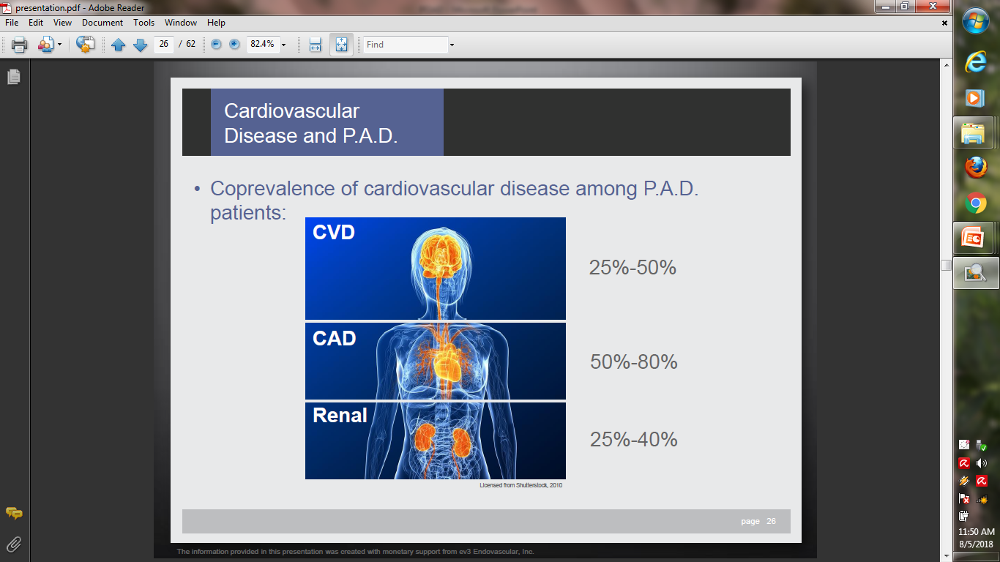 presentation.pdf - Adobe Reader
File Edit View Document Tools Window Help
26 / 62 82.4% Find
Cardiovascular
Disease and P.A.D.
• Coprevalence of cardiovascular disease among P.A.D.
patients:
CVD
25%-50%
CAD
50%-80%
Renal
25%-40%
Licensed from Shutterstock, 2010
page 26
The information provided in this presentation was created with monetary support from ev3 Endovascular, Inc.
11:50 AM
8/5/2018